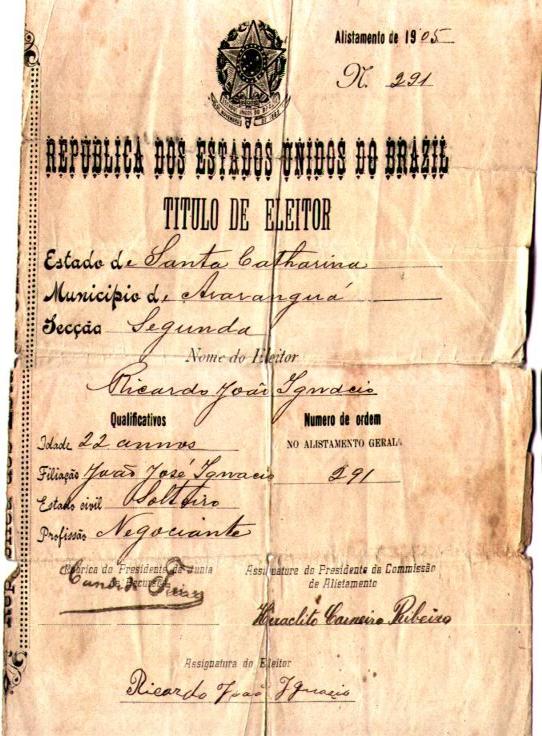 Alistamento de 1905
N. 291
REPUBLICA DOS ESTADOS UNIDOS DO BRAZIL
TITULO DE ELEITOR
Estado de Santa Catharina
Municipio de Araranguá
Secção Segunda
Nome do Eleitor
Ricardo João Ignacio
Qualificativos
Numero de ordem
Idade 22 annos
NO ALISTAMENTO GERAL
Filiação João José Ignacio
291
Estado civil Solteiro
Profissão Negociante
Rubrica do Presidente da Junta
de Recursos
Assignatura do Presidente da Commissão
de Alistamento
Heraclito Carneiro Ribeiro
Assignatura do Eleitor
Ricardo João Ignacio